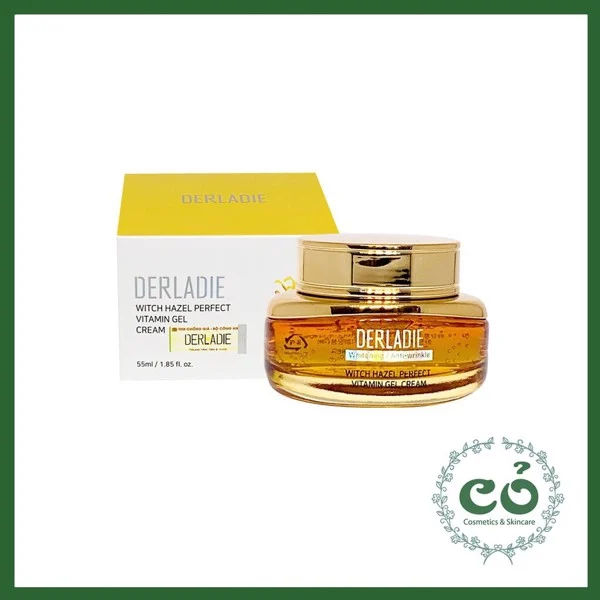 DERLADIE
DERLADIE
WITCH HAZEL PERFECT
VITAMIN GEL
CREAM
DERLADIE
55ml / 1.85 fl. oz.
DERLADIE
Whitening / Anti-wrinkle
WITCH HAZEL PERFECT
VITAMIN GEL CREAM
CỎ
Cosmetics & Skincare